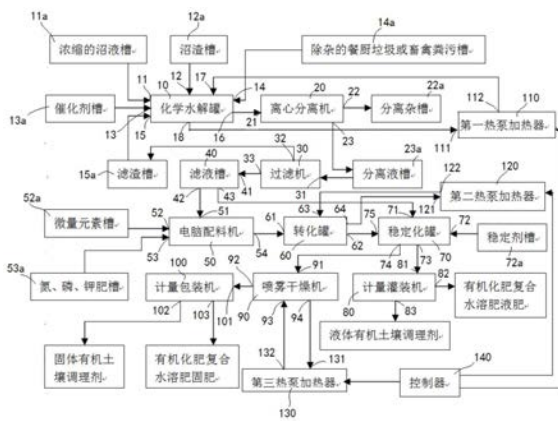 11a
12a
14a
浓缩的沼液槽
沼渣槽
除杂的餐厨垃圾或畜禽粪污槽
11
10
12
17
14
20
22
22a
112
110
催化剂槽
化学水解罐
离心分离机
分离杂槽
第一热泵加热器
13a
13
15
18
16
21
23
111
15a
滤渣槽
40
滤液槽
33
32
30
过滤机
23a
分离液槽
122
120
第二热泵加热器
52a
42
43
41
31
微量元素槽
52
51
61
63
64
75
71
121
72
电脑配料机
转化罐
稳定化罐
稳定剂槽
53a
53
50
54
60
62
74
81
73
70
72a
氮、磷、钾肥槽
100
92
91
82
计量包装机
喷雾干燥机
计量灌装机
有机化肥复合
水溶肥液肥
102
103
101
90
93
94
80
83
液体有机土壤调理剂
固体有机土
壤调理剂
有机化肥复合
水溶肥固肥
132
131
140
第三热泵加热器
控制器
130